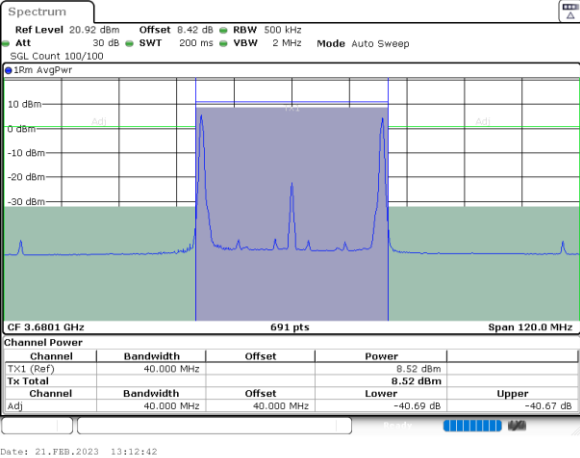 Spectrum
Ref Level 20.92 dBm Offset 8.42 dB RBW 500 kHz
Att 30 dB SWT 200 ms VBW 2 MHz Mode Auto Sweep
SGL Count 100/100
1Rm AvgPwr
10 dBm
Adj Adj
0 dBm
-10 dBm
-20 dBm
-30 dBm
CF 3.6801 GHz 691 pts Span 120.0 MHz
Channel Power
Channel Bandwidth Offset Power
TX1 (Ref) 40.000 MHz 8.52 dBm
Tx Total 8.52 dBm
Channel Bandwidth Offset Lower Upper
Adj 40.000 MHz 40.000 MHz -40.69 dB -40.67 dB
Date: 21.FEB.2023 13:12:42